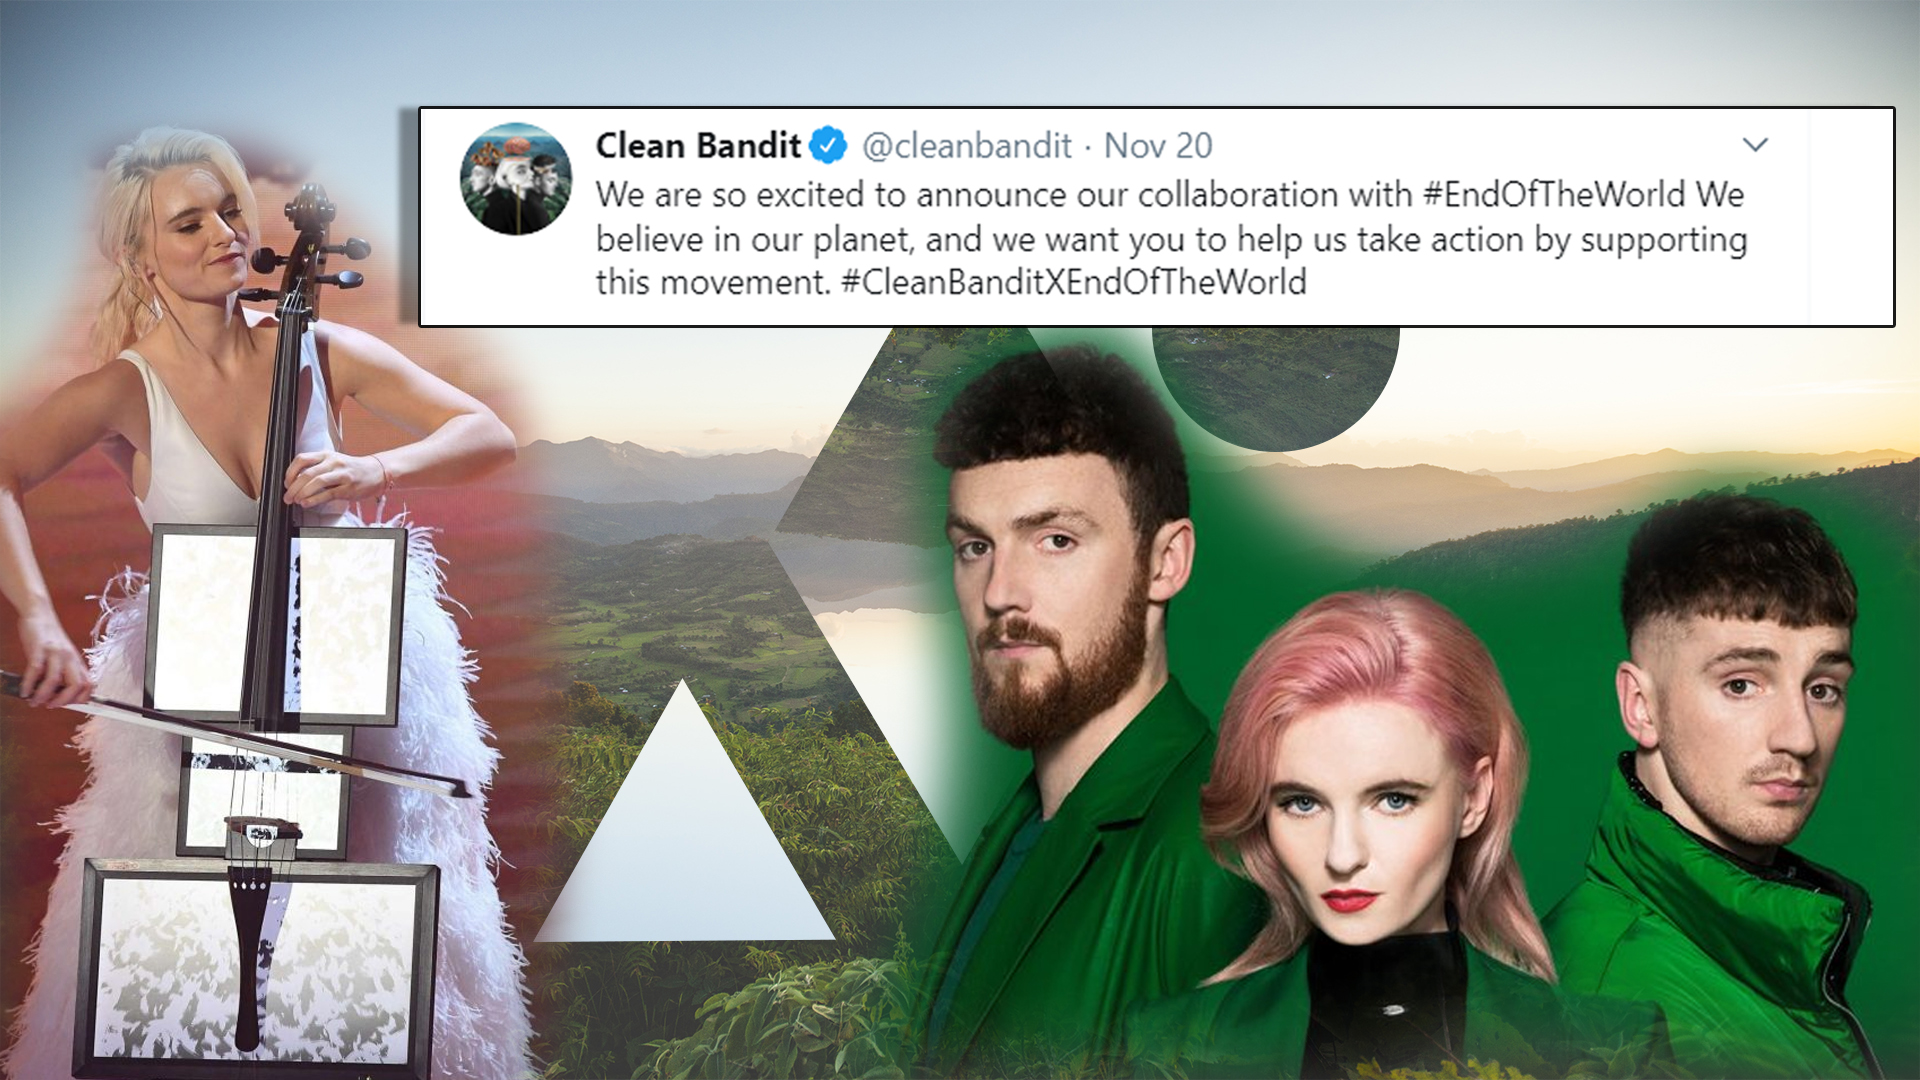 Clean Bandit @cleanbandit · Nov 20
We are so excited to announce our collaboration with #EndOfTheWorld We
believe in our planet, and we want you to help us take action by supporting
this movement. #CleanBanditXEndOfTheWorld